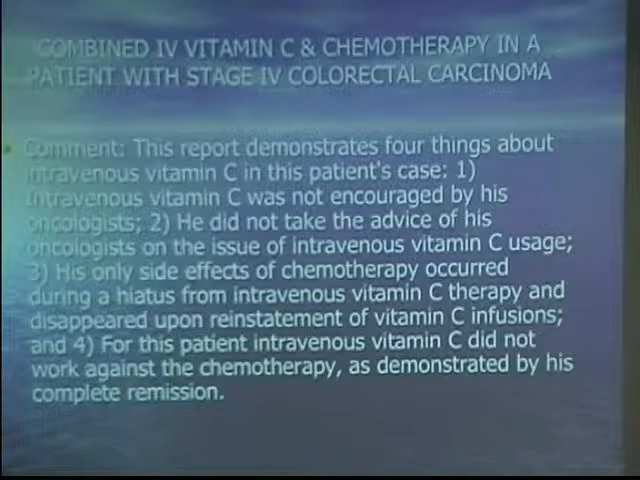 COMBINED IV VITAMIN C & CHEMOTHERAPY IN A
PATIENT WITH STAGE IV COLORECTAL CARCINOMA
Comment: This report demonstrates four things about
intravenous vitamin C in this patient's case: 1)
Intravenous vitamin C was not encouraged by his
oncologists; 2) He did not take the advice of his
oncologists on the issue of intravenous vitamin C usage;
3) His only side effects of chemotherapy occurred
during a hiatus from intravenous vitamin C therapy and
disappeared upon reinstatement of vitamin C infusions;
and 4) For this patient intravenous vitamin C did not
work against the chemotherapy, as demonstrated by his
complete remission.